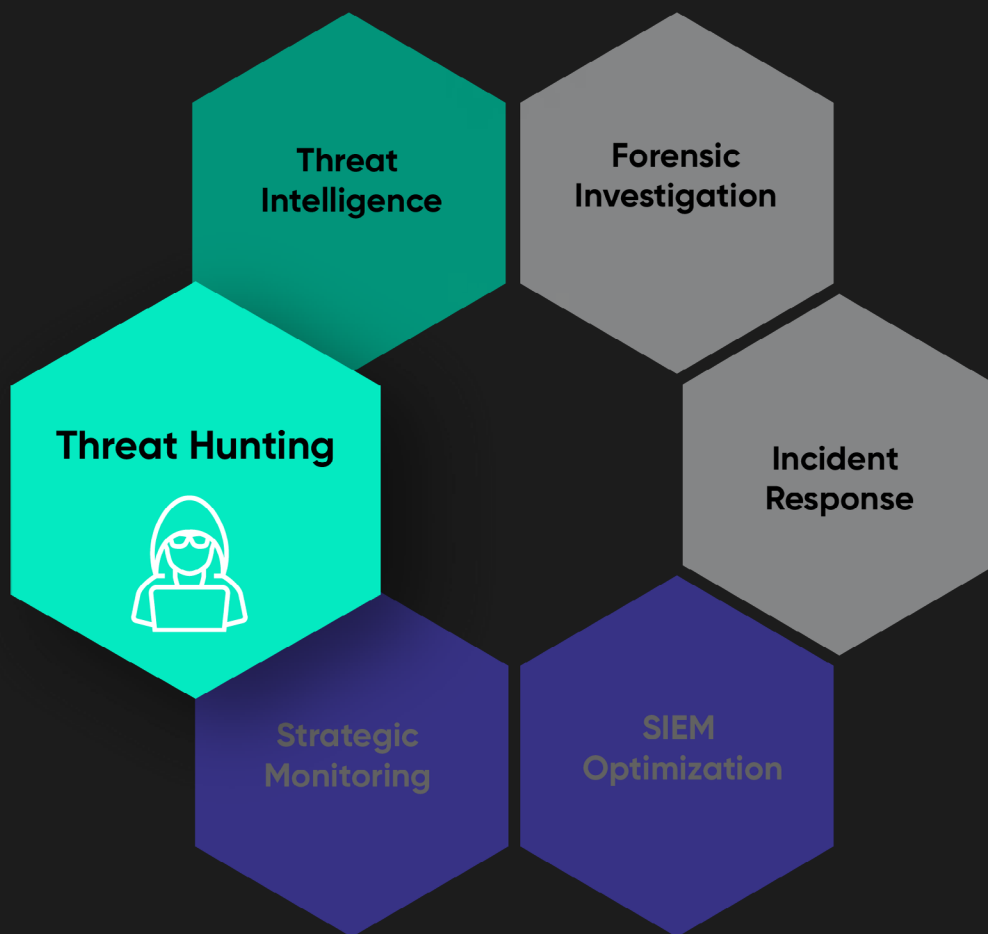 Threat
Intelligence
Forensic
Investigation
Threat Hunting
Incident
Response
Strategic
Monitoring
SIEM
Optimization